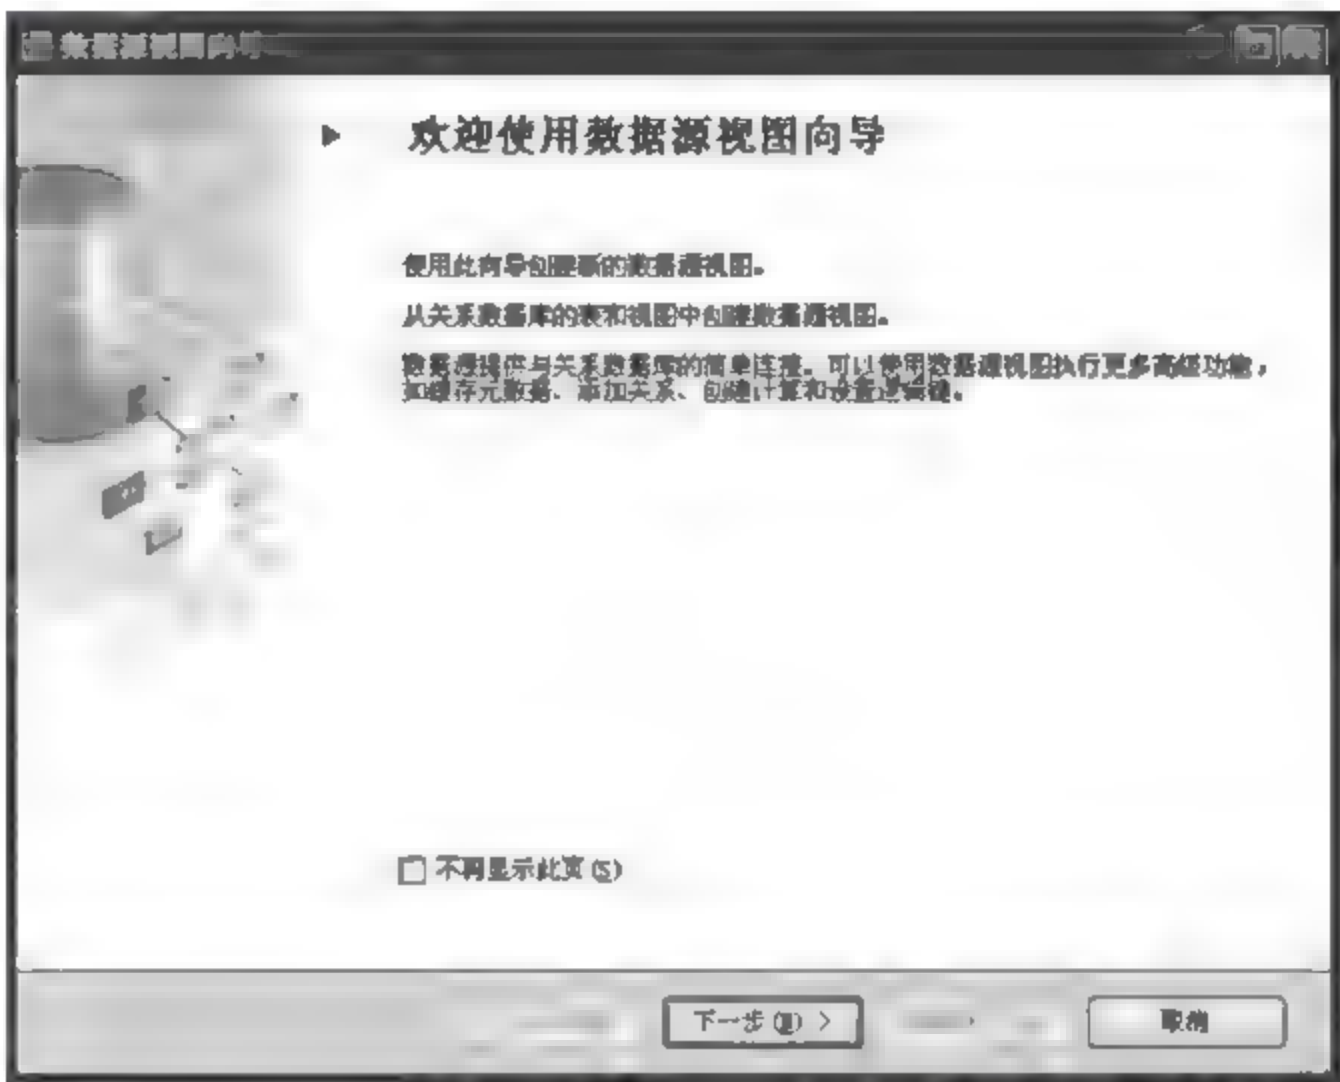 数据源视图向导
欢迎使用数据源视图向导
使用此向导创建新的数据源视图。
从关系数据库的表和视图中创建数据源视图。
数据源提供与关系数据库的简单连接。可以使用数据源视图执行更多高级功能，
如缓存元数据、添加关系、创建计算和设置逻辑键。
不再显示此页(S)
下一步(N) >
取消